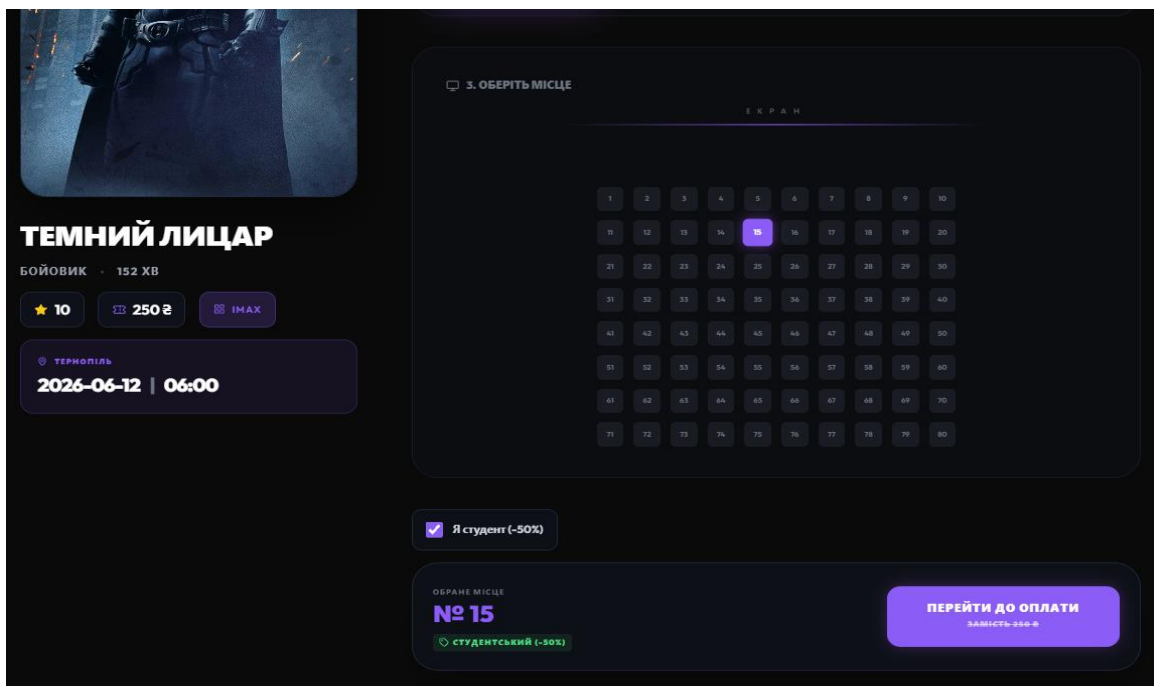 ТЕМНИЙ ЛИЦАР
БОЙОВИК · 152 ХВ
10 250 ₴ IMAX
ТЕРНОПІЛЬ
2026-06-12 | 06:00
3. ОБЕРІТЬ МІСЦЕ
ЕКРАН
1 2 3 4 5 6 7 8 9 10
11 12 13 14 15 16 17 18 19 20
21 22 23 24 25 26 27 28 29 30
31 32 33 34 35 36 37 38 39 40
41 42 43 44 45 46 47 48 49 50
51 52 53 54 55 56 57 58 59 60
61 62 63 64 65 66 67 68 69 70
71 72 73 74 75 76 77 78 79 80
Я студент (-50%)
ОБРАНЕ МІСЦЕ
№ 15
СТУДЕНТСЬКИЙ (-50%)
ПЕРЕЙТИ ДО ОПЛАТИ
ЗАМІСТЬ 250 ₴